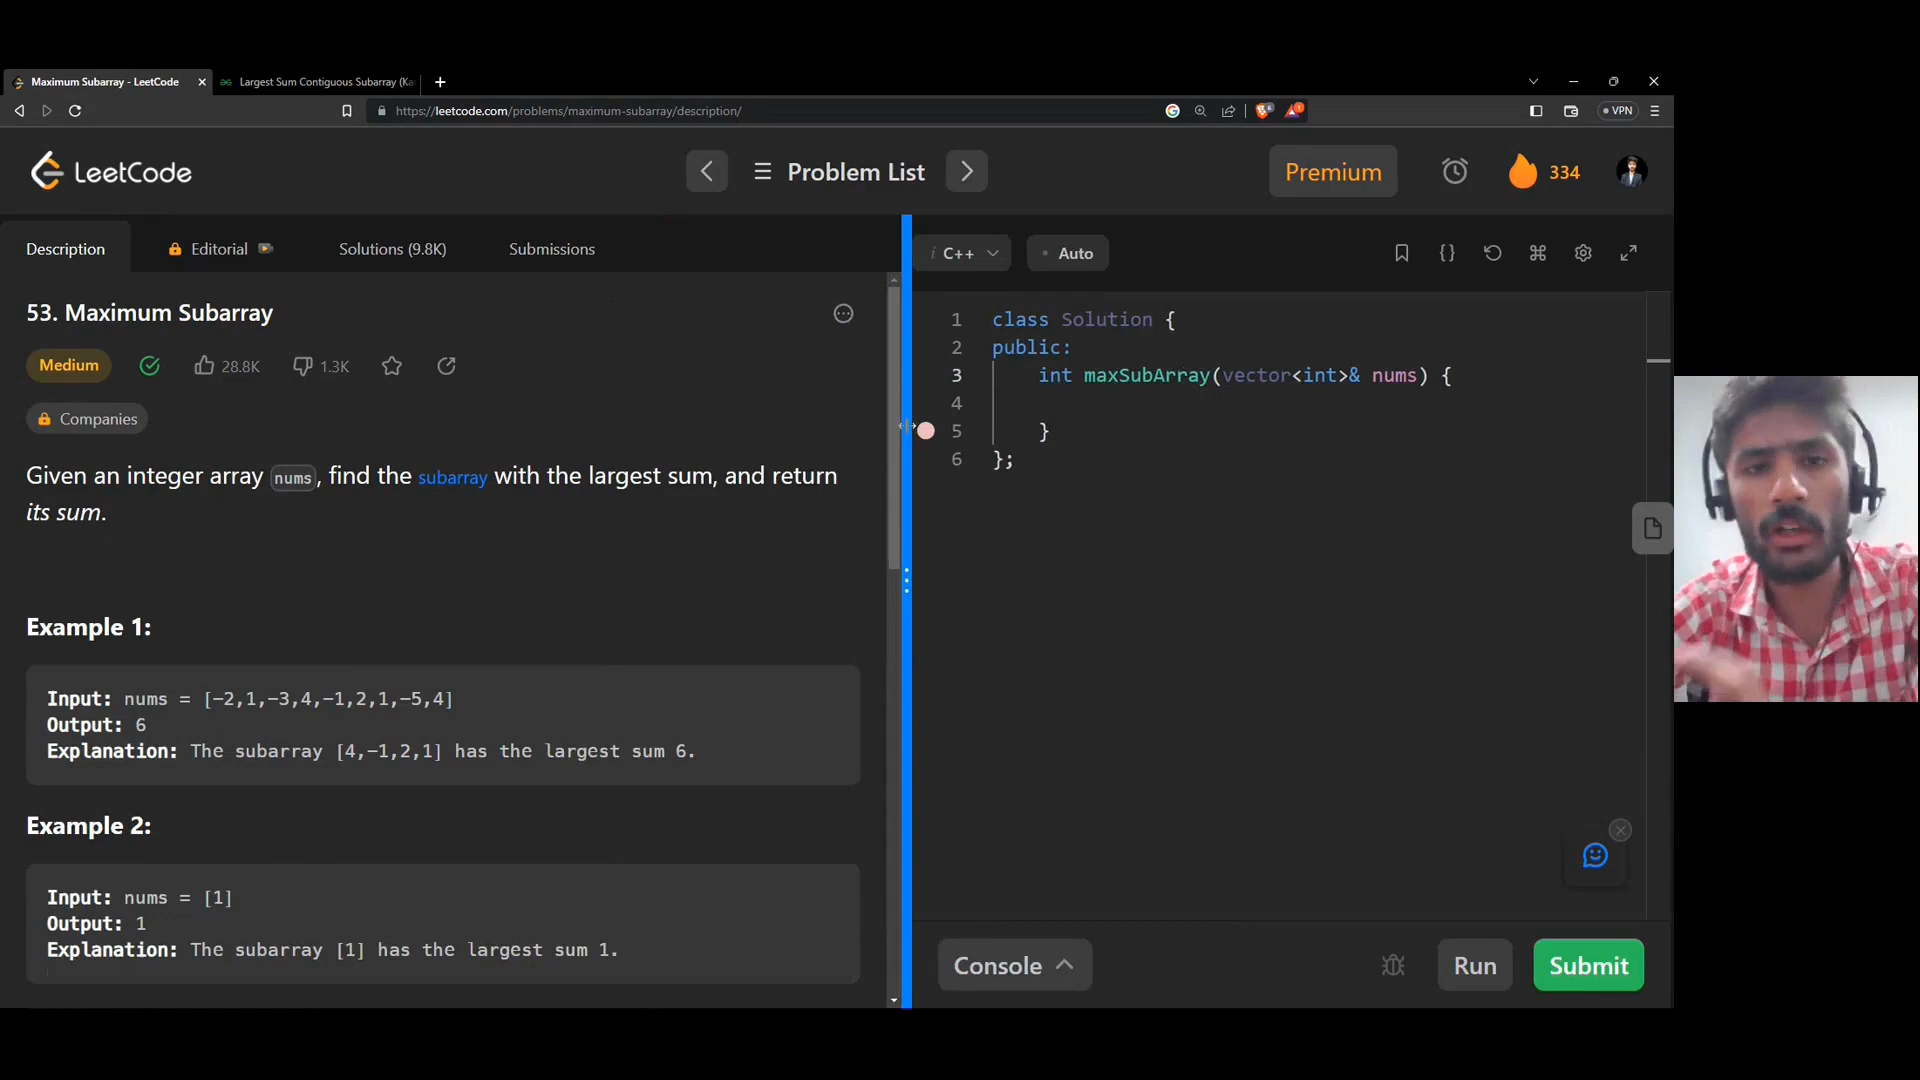 Maximum Subarray - LeetCode
Largest Sum Contiguous Subarray (Ka
https://leetcode.com/problems/maximum-subarray/description/
VPN
LeetCode
Problem List
Premium
334
Description
Editorial
Solutions (9.8K)
Submissions
53. Maximum Subarray
Medium
28.8K
1.3K
Companies
Given an integer array nums, find the subarray with the largest sum, and return
its sum.
Example 1:
Input: nums = [-2,1,-3,4,-1,2,1,-5,4]
Output: 6
Explanation: The subarray [4,-1,2,1] has the largest sum 6.
Example 2:
Input: nums = [1]
Output: 1
Explanation: The subarray [1] has the largest sum 1.
i C++
Auto
1 class Solution {
2 public:
3 int maxSubArray(vector<int>& nums) {
4
5 }
6 };
Console
Run
Submit